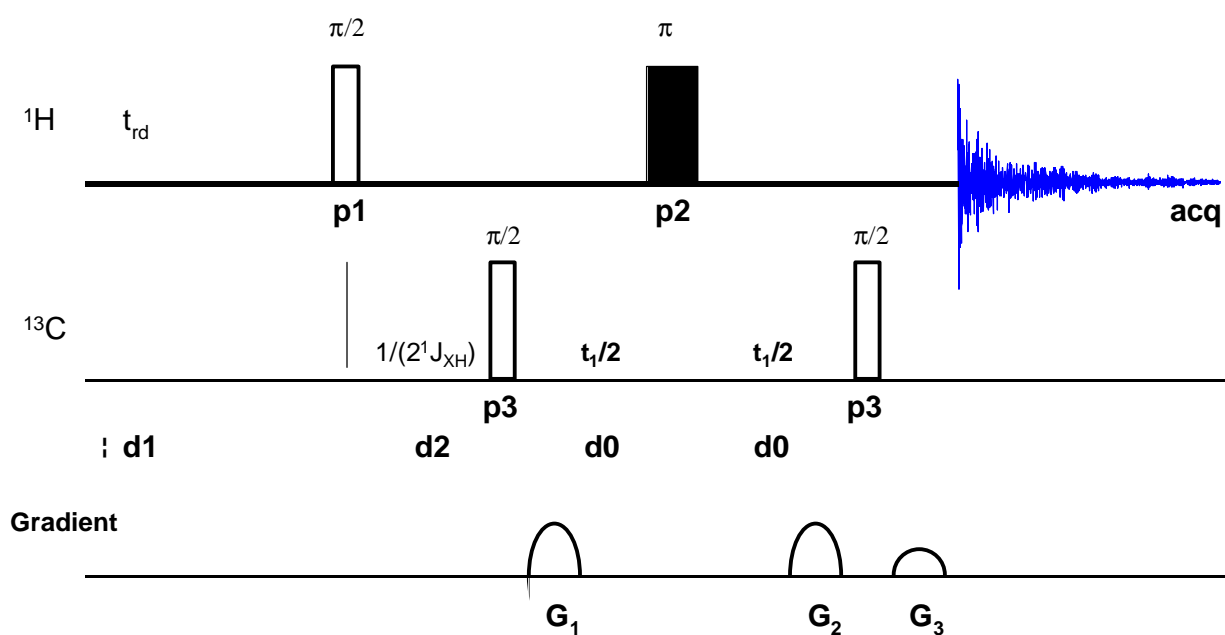 π/2 π
¹H t_rd
p1 p2 acq
π/2 π/2
¹³C
1/(2¹J_XH) t₁/2 t₁/2
p3 p3
d1 d2 d0 d0
Gradient
G₁ G₂ G₃